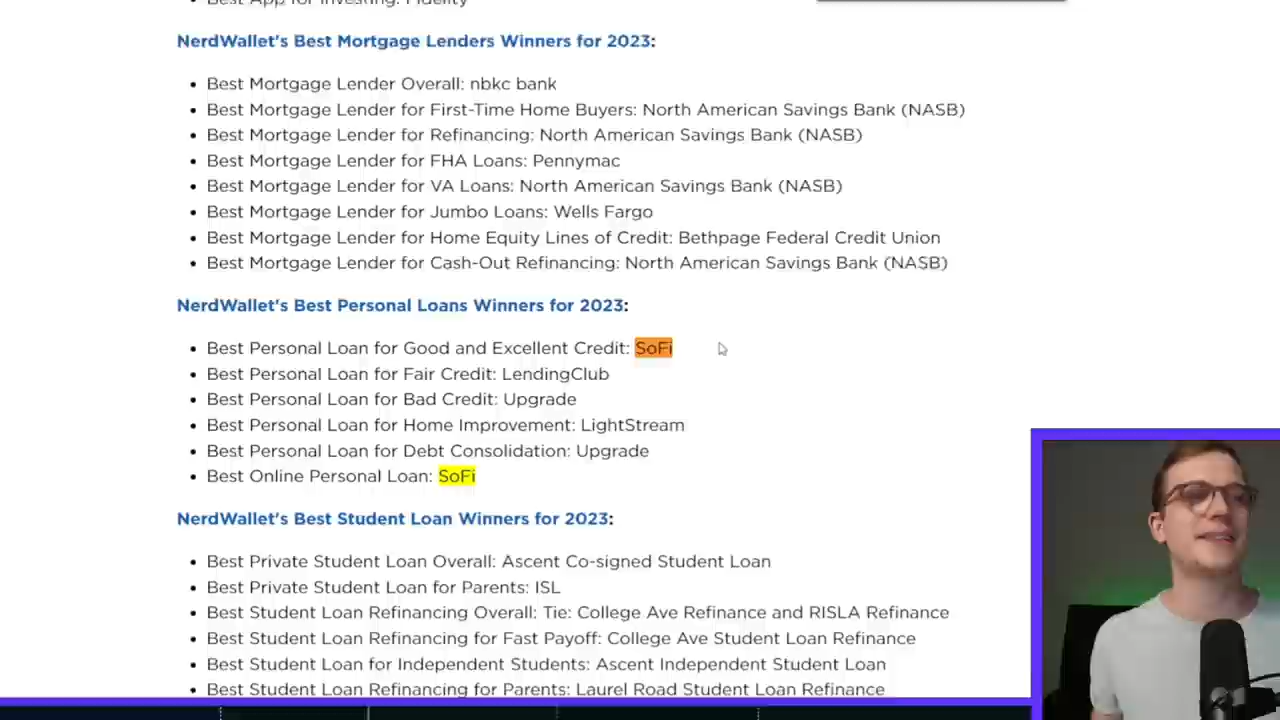 Best App for Investing: Fidelity
NerdWallet's Best Mortgage Lenders Winners for 2023:
Best Mortgage Lender Overall: nbkc bank
Best Mortgage Lender for First-Time Home Buyers: North American Savings Bank (NASB)
Best Mortgage Lender for Refinancing: North American Savings Bank (NASB)
Best Mortgage Lender for FHA Loans: Pennymac
Best Mortgage Lender for VA Loans: North American Savings Bank (NASB)
Best Mortgage Lender for Jumbo Loans: Wells Fargo
Best Mortgage Lender for Home Equity Lines of Credit: Bethpage Federal Credit Union
Best Mortgage Lender for Cash-Out Refinancing: North American Savings Bank (NASB)
NerdWallet's Best Personal Loans Winners for 2023:
Best Personal Loan for Good and Excellent Credit: SoFi
Best Personal Loan for Fair Credit: LendingClub
Best Personal Loan for Bad Credit: Upgrade
Best Personal Loan for Home Improvement: LightStream
Best Personal Loan for Debt Consolidation: Upgrade
Best Online Personal Loan: SoFi
NerdWallet's Best Student Loan Winners for 2023:
Best Private Student Loan Overall: Ascent Co-signed Student Loan
Best Private Student Loan for Parents: ISL
Best Student Loan Refinancing Overall: Tie: College Ave Refinance and RISLA Refinance
Best Student Loan Refinancing for Fast Payoff: College Ave Student Loan Refinance
Best Student Loan for Independent Students: Ascent Independent Student Loan
Best Student Loan Refinancing for Parents: Laurel Road Student Loan Refinance